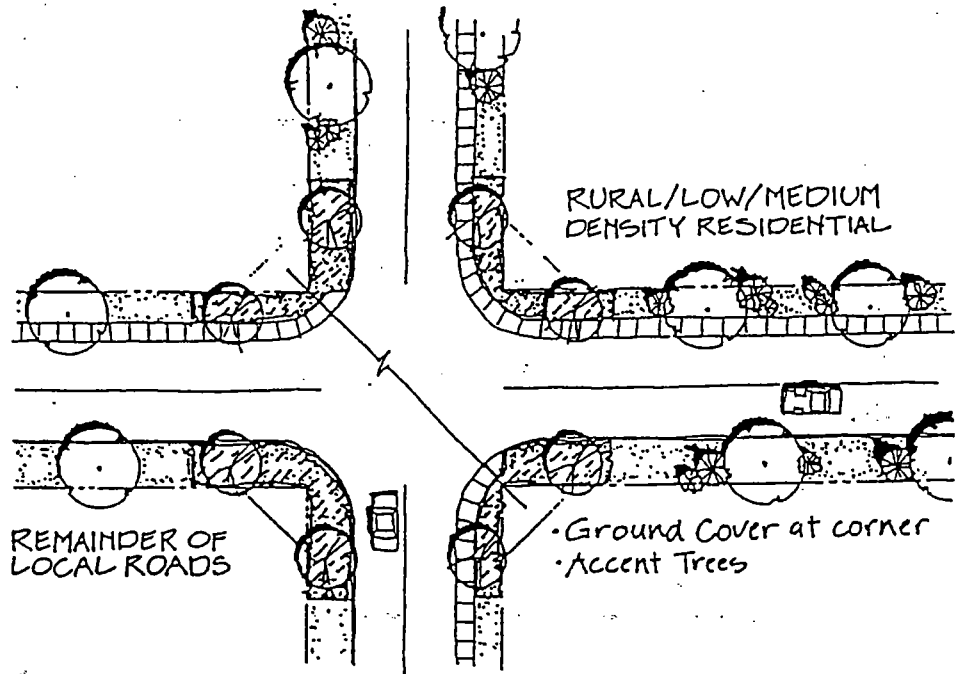 RURAL/LOW/MEDIUM
DENSITY RESIDENTIAL
REMAINDER OF
LOCAL ROADS
• Ground Cover at corner
• Accent Trees